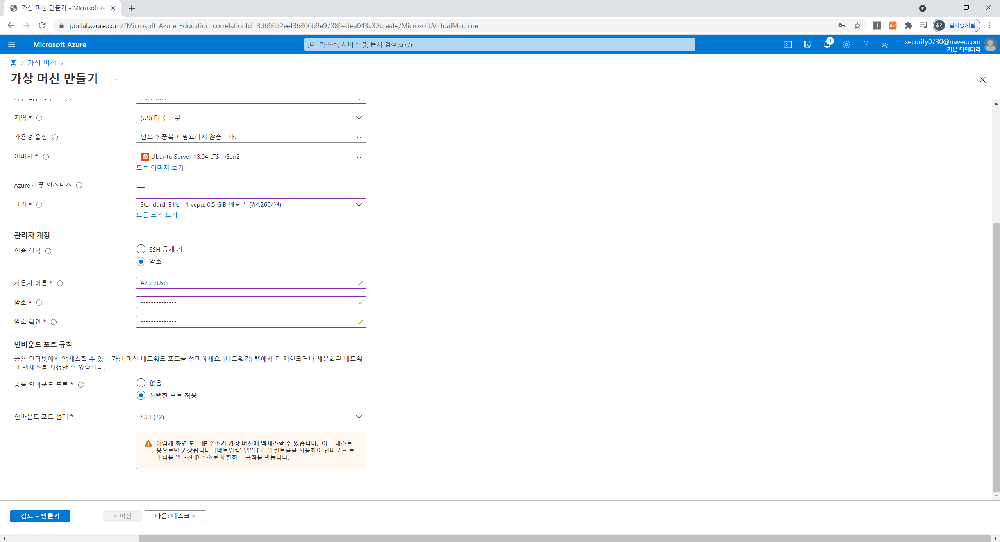 가상 머신 만들기 - Microsoft Az
portal.azure.com/?Microsoft_Azure_Education_correlationId=3d69652eef36406b9e97386edea043a3#create/Microsoft.VirtualMachine
EX
충건
일시중지됨
Microsoft Azure
리소스, 서비스 및 문서 검색(G+/)
1
security0730@naver.com
기본 디렉터리
홈 > 가상 머신 >
가상 머신 만들기 ...
지역 * (US) 미국 동부
가용성 옵션 인프라 중복이 필요하지 않습니다.
이미지 * Ubuntu Server 18.04 LTS - Gen2
모든 이미지 보기
Azure 스폿 인스턴스
크기 * Standard_B1ls - 1 vcpu, 0.5 GiB 메모리 (₩4,269/월)
모든 크기 보기
관리자 계정
인증 형식 SSH 공개 키
암호
사용자 이름 * AzureUser
암호 * ••••••••••••••
암호 확인 * ••••••••••••••
인바운드 포트 규칙
공용 인터넷에서 액세스할 수 있는 가상 머신 네트워크 포트를 선택하세요. [네트워킹] 탭에서 더 제한되거나 세분화된 네트워
크 액세스를 지정할 수 있습니다.
공용 인바운드 포트 * 없음
선택한 포트 허용
인바운드 포트 선택 * SSH (22)
이렇게 하면 모든 IP 주소가 가상 머신에 액세스할 수 있습니다. 이는 테스트
용으로만 권장됩니다. [네트워킹] 탭의 [고급] 컨트롤을 사용하여 인바운드 트
래픽을 알려진 IP 주소로 제한하는 규칙을 만듭니다.
검토 + 만들기
< 이전
다음: 디스크 >